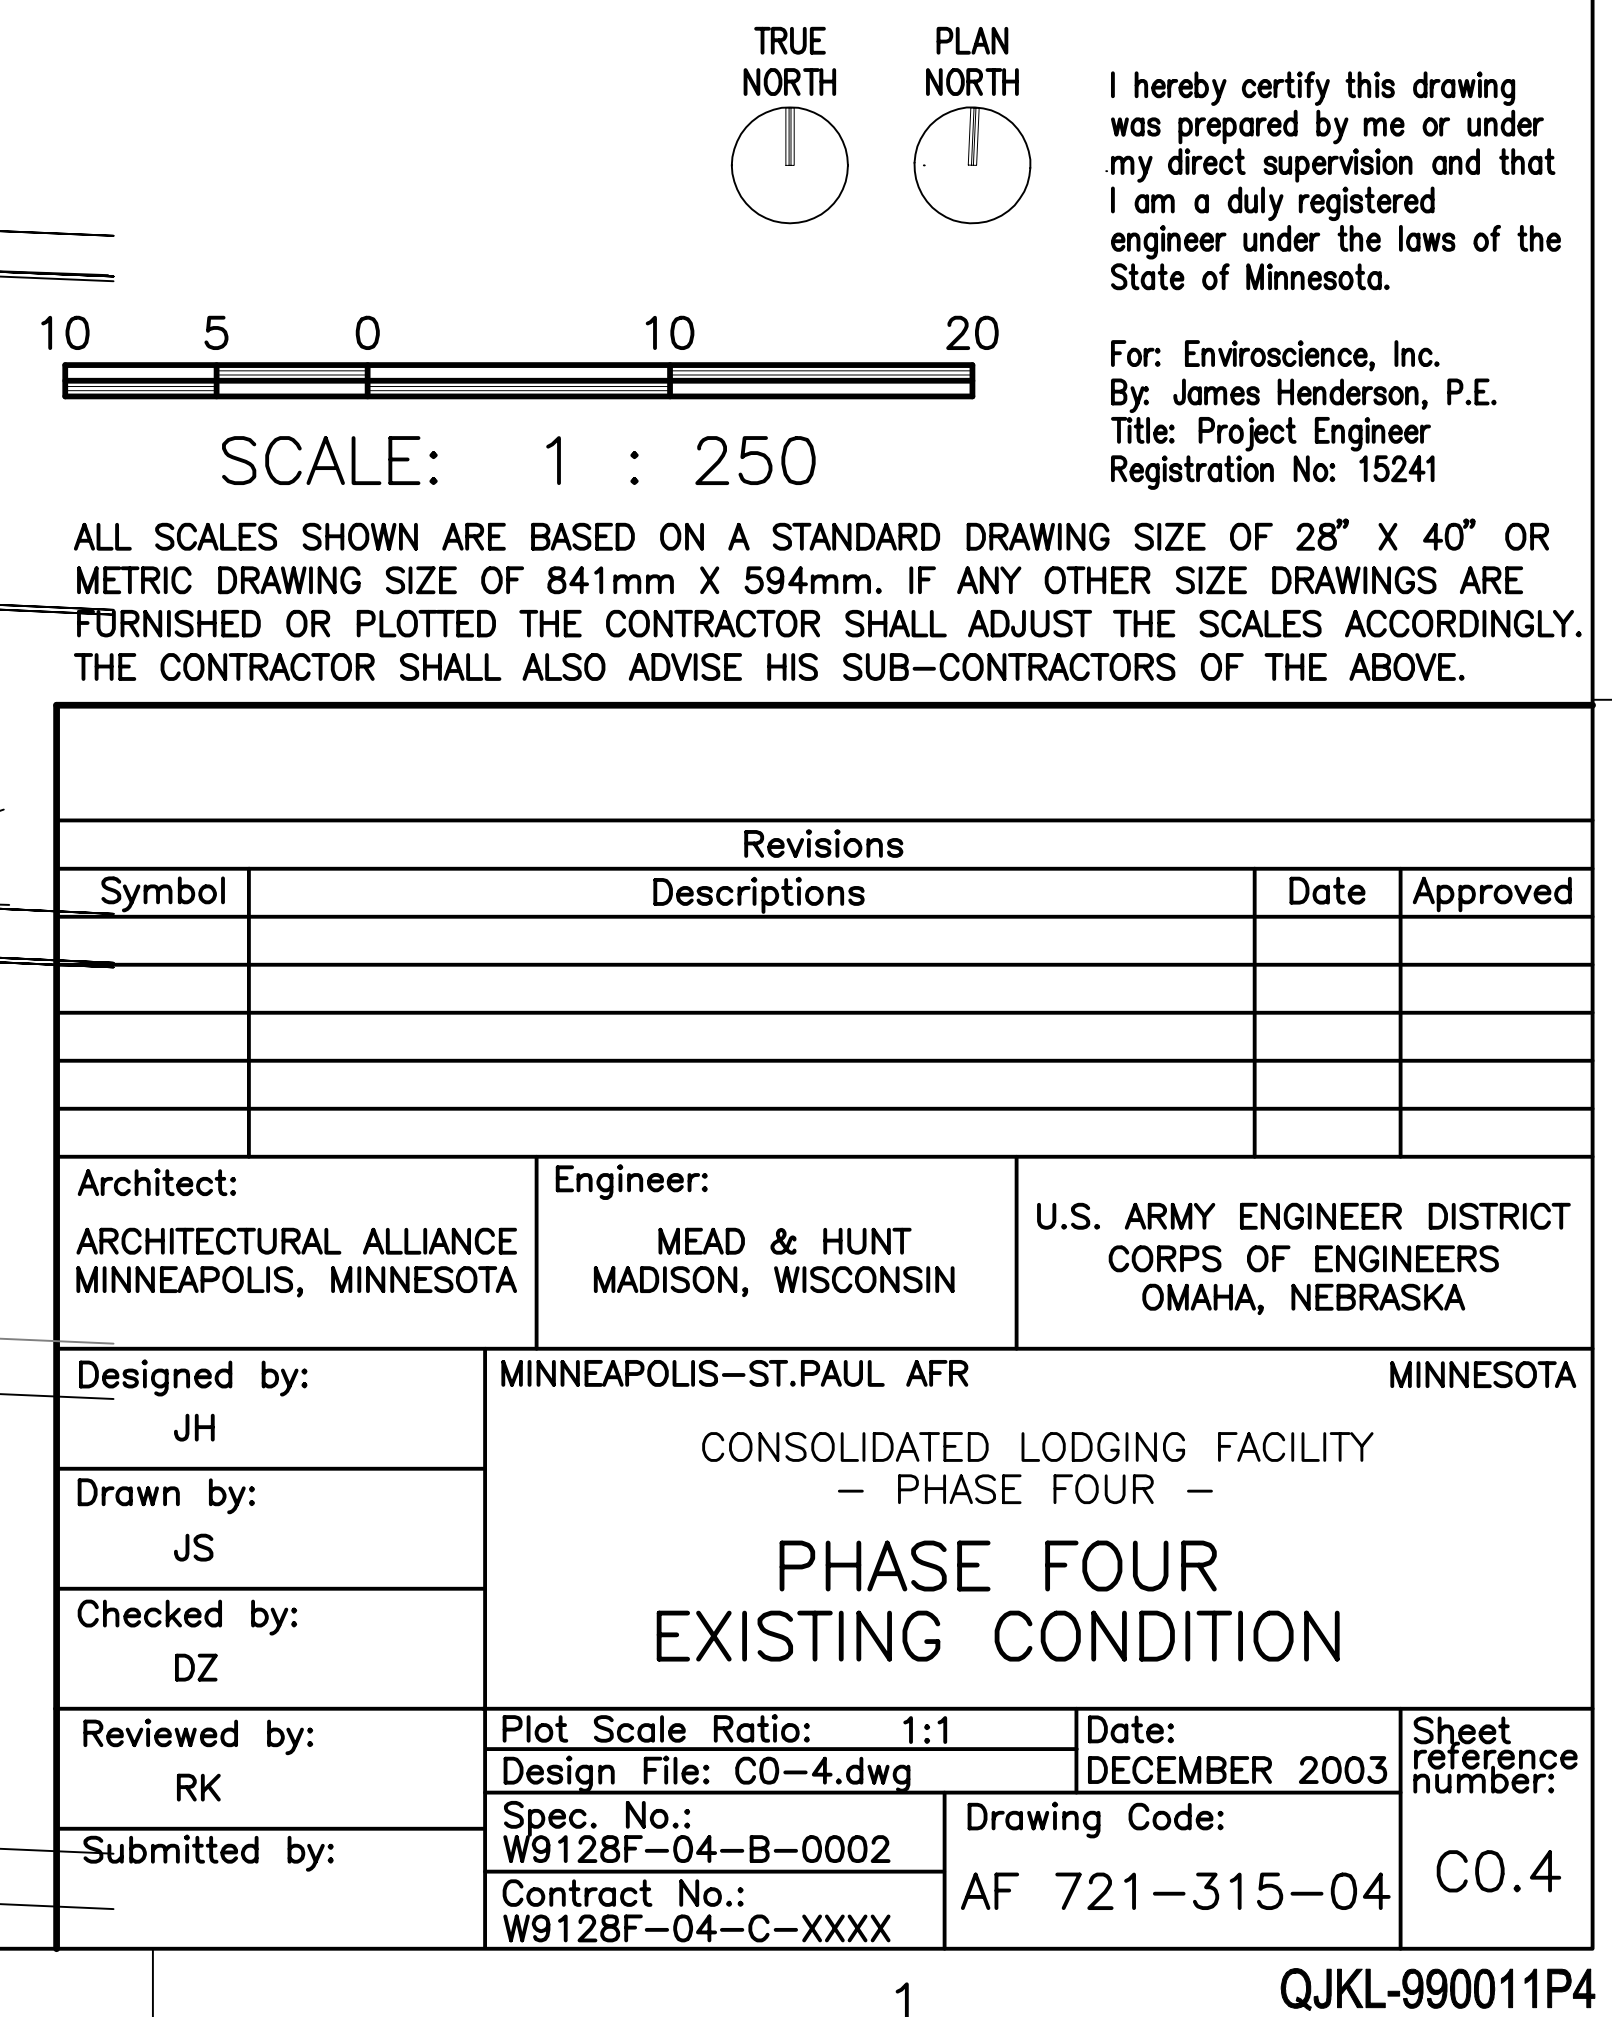 TRUE
NORTH
PLAN
NORTH
I hereby certify this drawing
was prepared by me or under
my direct supervision and that
I am a duly registered
engineer under the laws of the
State of Minnesota.
For: Enviroscience, Inc.
By: James Henderson, P.E.
Title: Project Engineer
Registration No: 15241
10 5 0 10 20
SCALE: 1 : 250
ALL SCALES SHOWN ARE BASED ON A STANDARD DRAWING SIZE OF 28" X 40" OR
METRIC DRAWING SIZE OF 841mm X 594mm. IF ANY OTHER SIZE DRAWINGS ARE
FURNISHED OR PLOTTED THE CONTRACTOR SHALL ADJUST THE SCALES ACCORDINGLY.
THE CONTRACTOR SHALL ALSO ADVISE HIS SUB-CONTRACTORS OF THE ABOVE.
Revisions
Symbol Descriptions Date Approved
Architect:
ARCHITECTURAL ALLIANCE
MINNEAPOLIS, MINNESOTA
Engineer:
MEAD & HUNT
MADISON, WISCONSIN
U.S. ARMY ENGINEER DISTRICT
CORPS OF ENGINEERS
OMAHA, NEBRASKA
Designed by:
JH
Drawn by:
JS
Checked by:
DZ
Reviewed by:
RK
Submitted by:
MINNEAPOLIS-ST.PAUL AFR MINNESOTA
CONSOLIDATED LODGING FACILITY
- PHASE FOUR -
PHASE FOUR
EXISTING CONDITION
Plot Scale Ratio: 1:1
Design File: C0-4.dwg
Date:
DECEMBER 2003
Spec. No.:
W9128F-04-B-0002
Contract No.:
W9128F-04-C-XXXX
Drawing Code:
AF 721-315-04
Sheet
reference
number:
C0.4
1
QJKL-990011P4